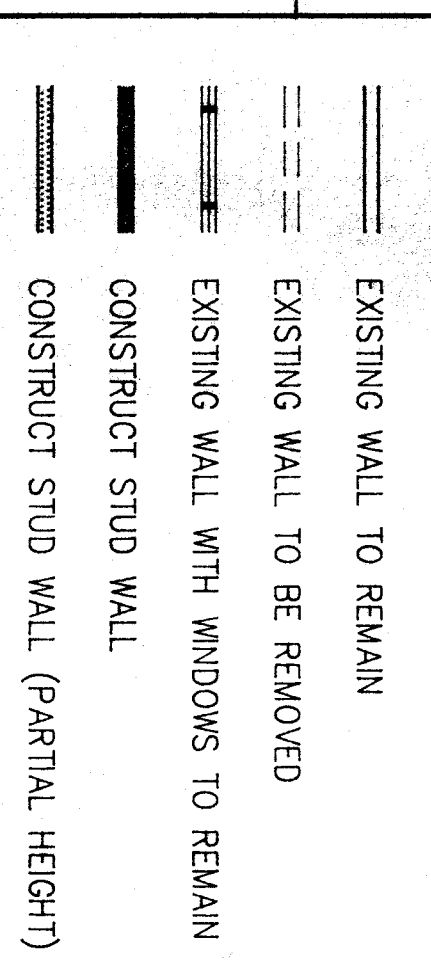 EXISTING WALL TO REMAIN
EXISTING WALL TO BE REMOVED
EXISTING WALL WITH WINDOWS TO REMAIN
CONSTRUCT STUD WALL
CONSTRUCT STUD WALL (PARTIAL HEIGHT)